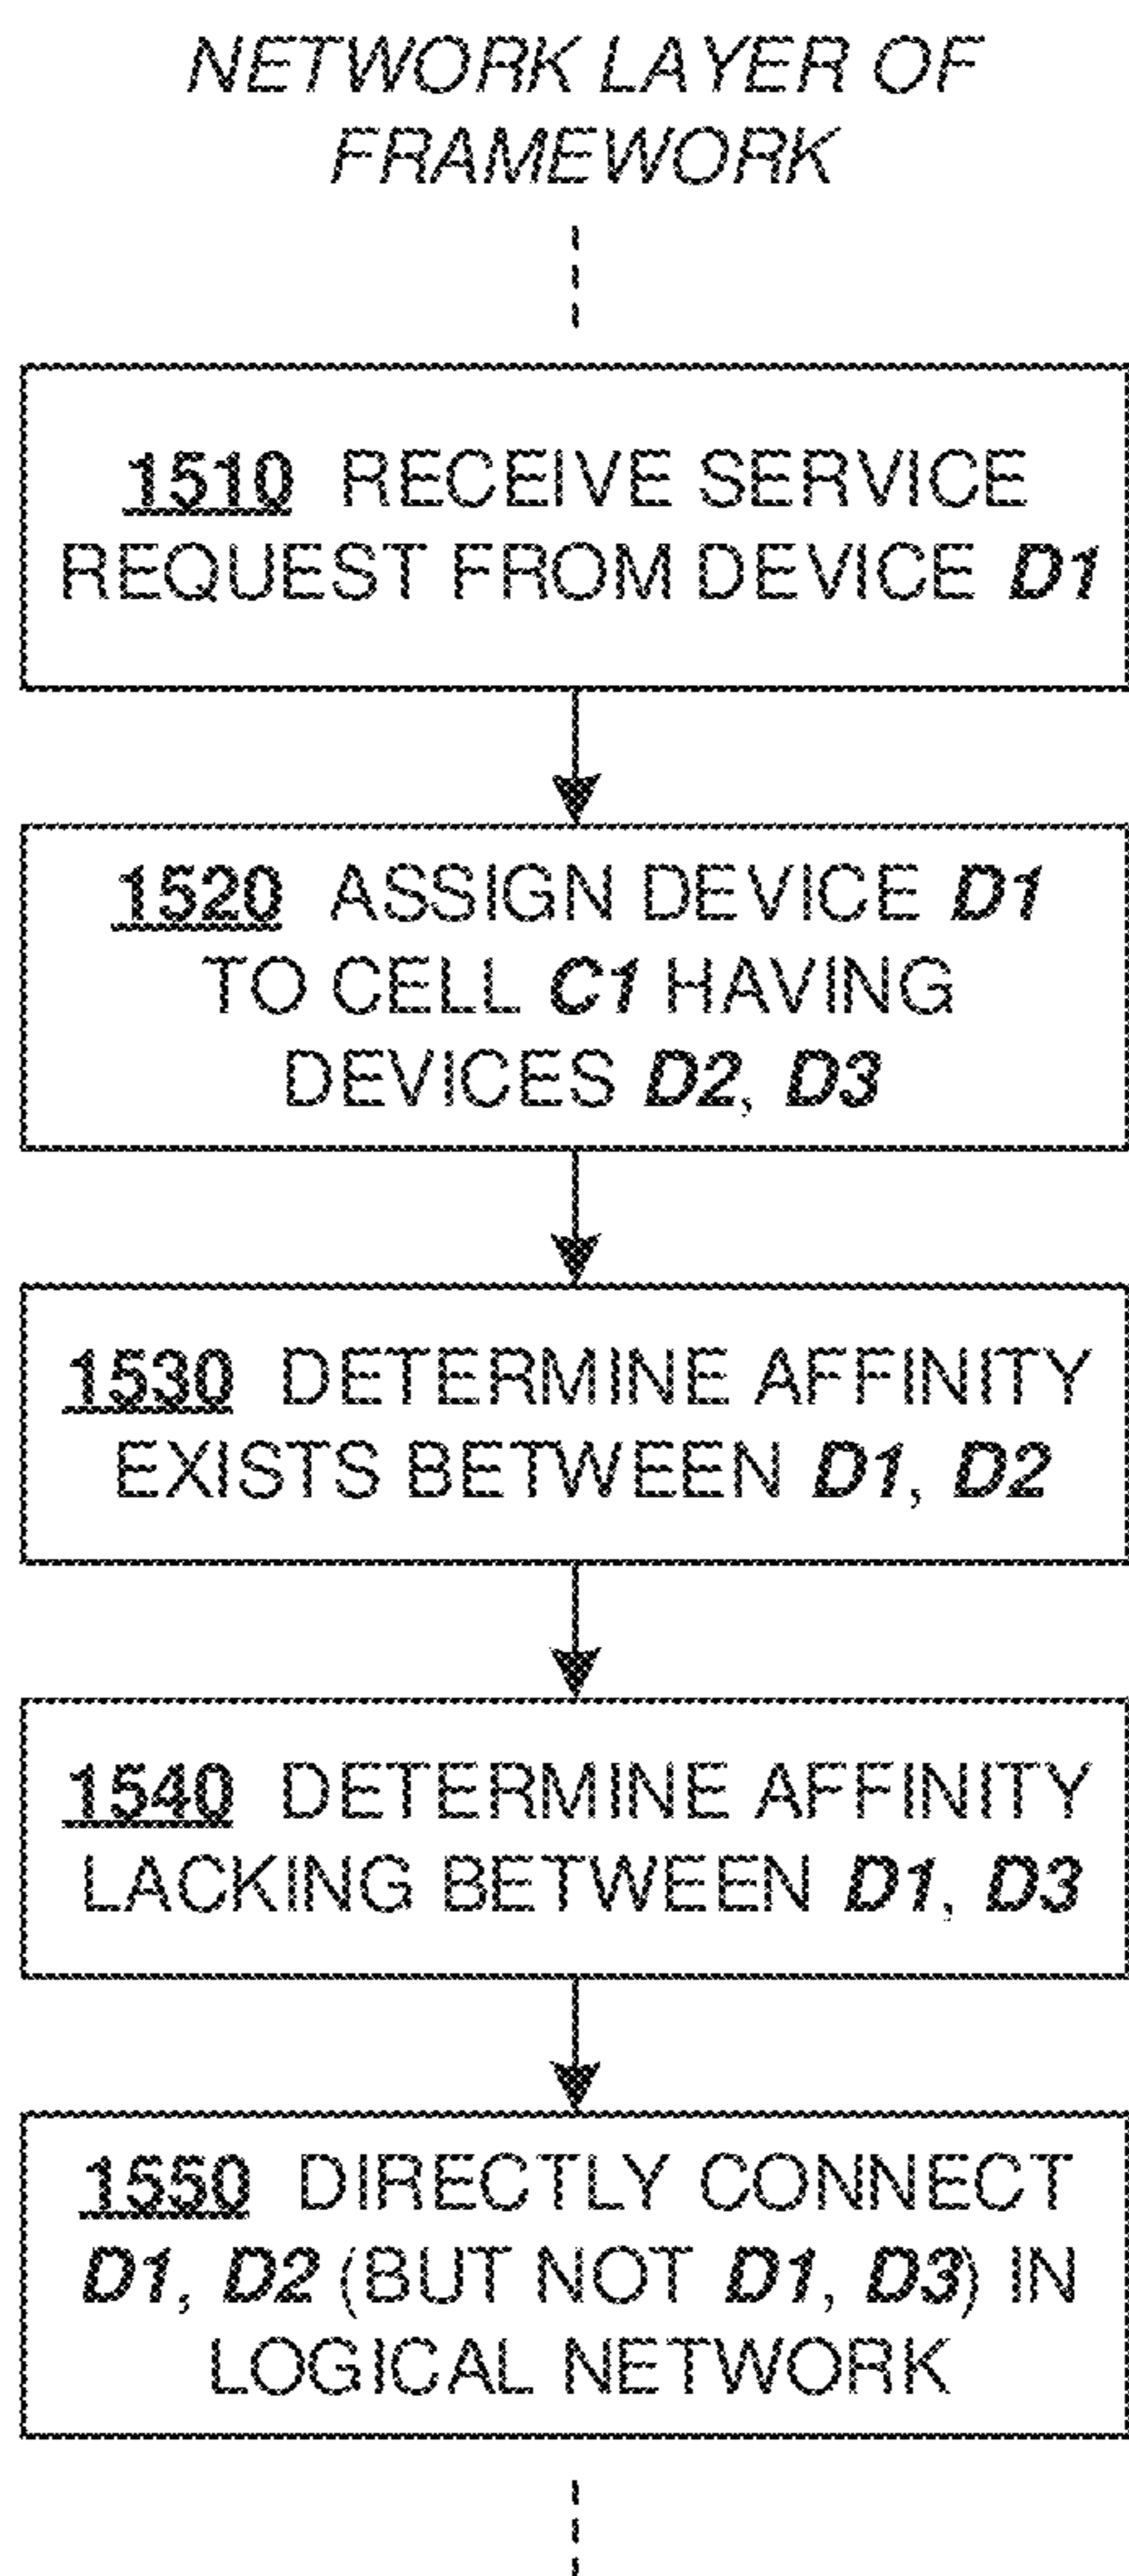 NETWORK LAYER OF
FRAMEWORK
1510 RECEIVE SERVICE
REQUEST FROM DEVICE D1
1520 ASSIGN DEVICE D1
TO CELL C1 HAVING
DEVICES D2, D3
1530 DETERMINE AFFINITY
EXISTS BETWEEN D1, D2
1540 DETERMINE AFFINITY
LACKING BETWEEN D1, D3
1550 DIRECTLY CONNECT
D1, D2 (BUT NOT D1, D3) IN
LOGICAL NETWORK